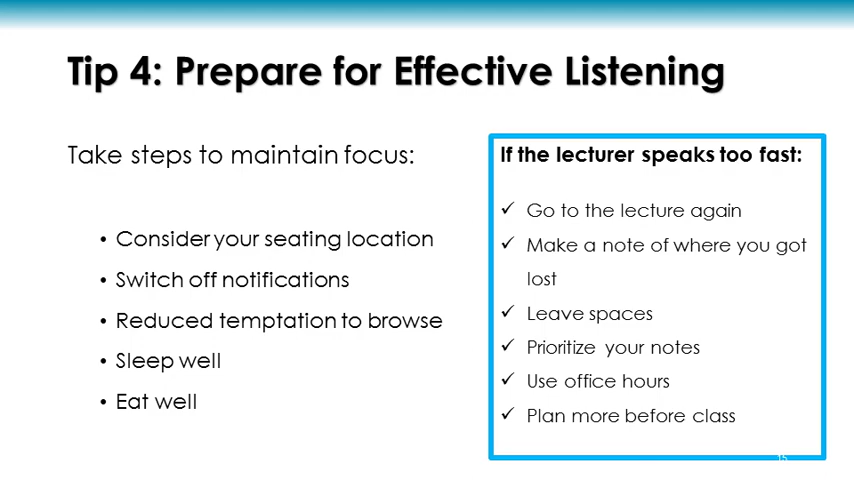 Tip 4: Prepare for Effective Listening
Take steps to maintain focus:
• Consider your seating location
• Switch off notifications
• Reduced temptation to browse
• Sleep well
• Eat well
If the lecturer speaks too fast:
✓ Go to the lecture again
✓ Make a note of where you got
lost
✓ Leave spaces
✓ Prioritize your notes
✓ Use office hours
✓ Plan more before class
15